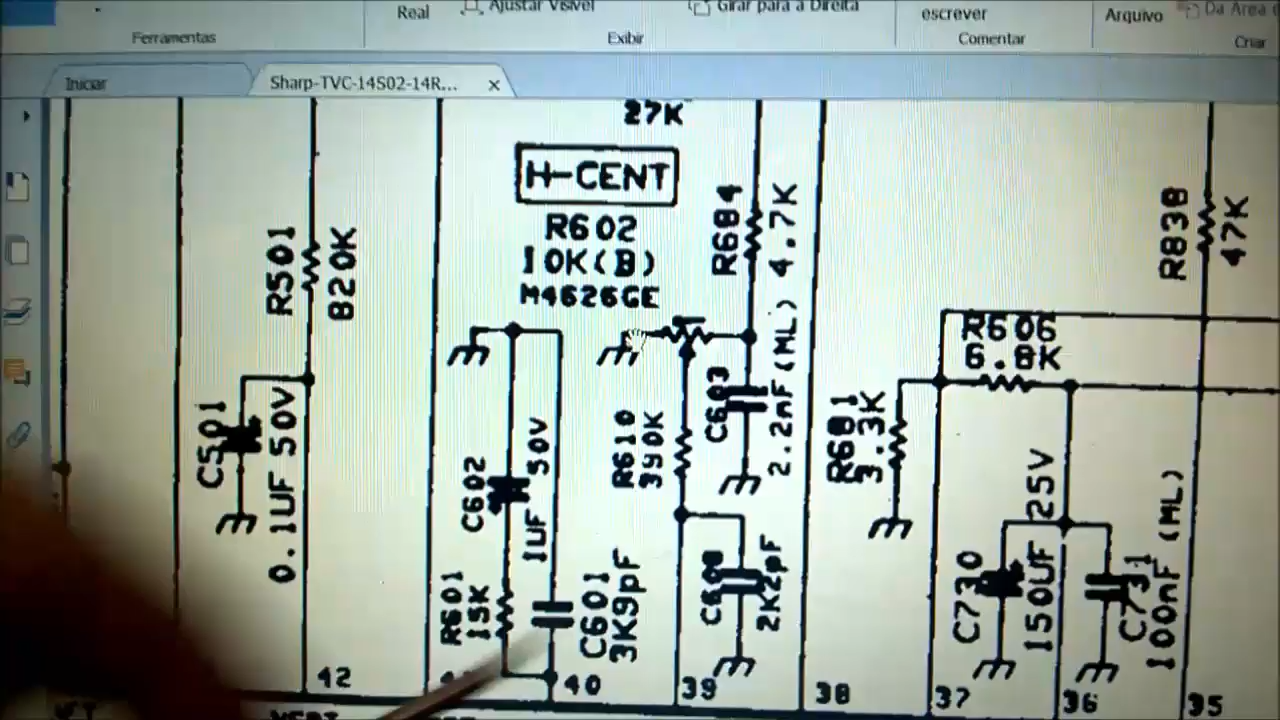 Real
Ajustar Visível
Girar para a Direita
escrever
Arquivo
Da Área
Ferramentas
Exibir
Comentar
Criar
Iniciar
Sharp-TVC-14S02-14R... ×
27K
H-CENT
R602
10K(B)
M4626GE
R501
820K
R684
4.7K
R838
47K
R606
6.8K
C501
0.1UF 50V
C602
1UF 50V
R610
390K
C603
2.2nF(ML)
R681
3.3K
R601
15K
C601
3K9pF
2K2pF
C730
150UF 25V
C731
100nF(ML)
42
40
39
38
37
36
35